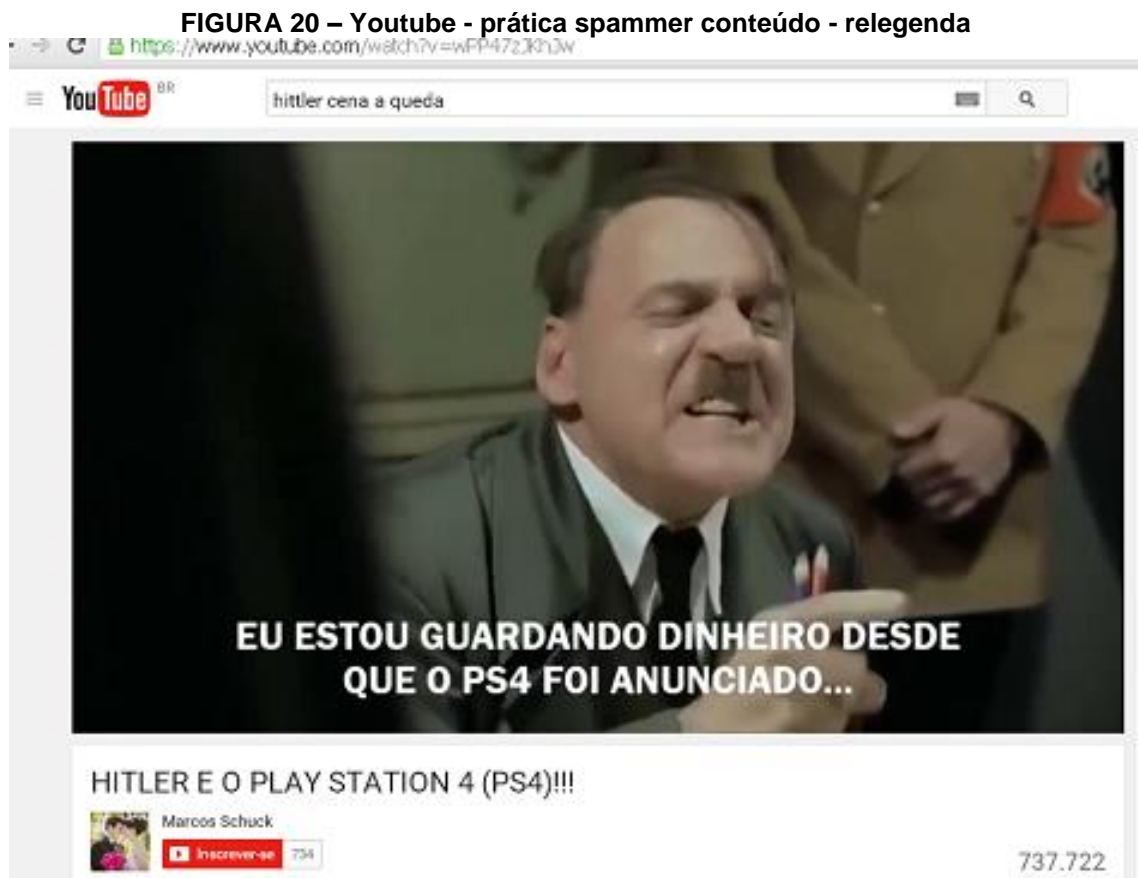 FIGURA 20 – Youtube - prática spammer conteúdo - relegenda
https://www.youtube.com/watch?v=wPP47zJKhJw
YouTube BR
hittler cena a queda
EU ESTOU GUARDANDO DINHEIRO DESDE
QUE O PS4 FOI ANUNCIADO...
HITLER E O PLAY STATION 4 (PS4)!!!
Marcos Schuck
Inscrever-se 734
737.722